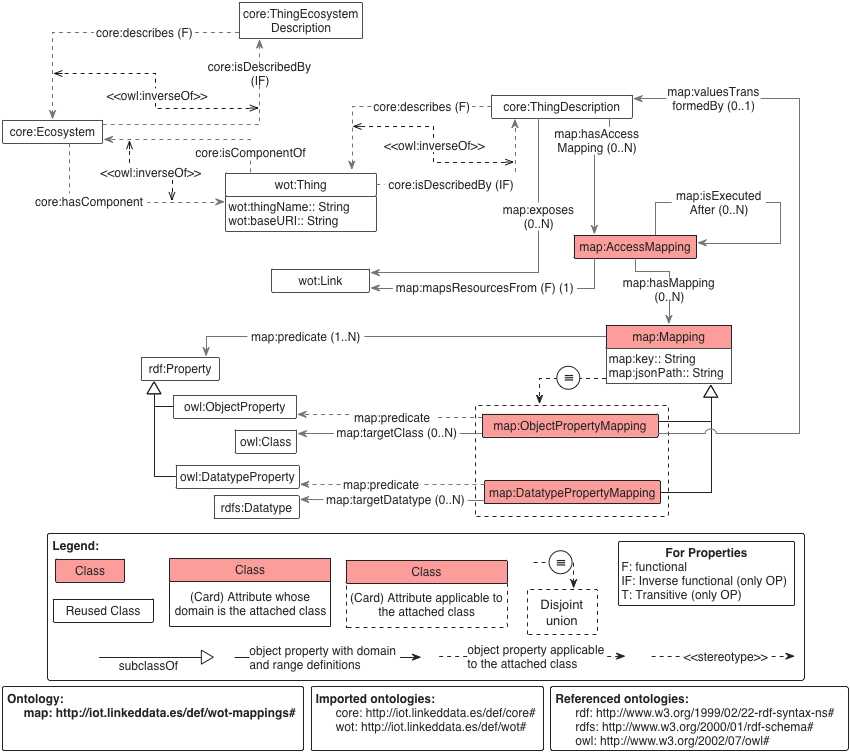 core:ThingEcosystem
Description
core:describes (F)
core:isDescribedBy
(IF)
<<owl:inverseOf>>
core:Ecosystem
core:describes (F)
core:ThingDescription
map:valuesTrans
formedBy (0..1)
map:hasAccess
Mapping (0..N)
<<owl:inverseOf>>
core:isComponentOf
<<owl:inverseOf>>
core:hasComponent
wot:Thing
wot:thingName:: String
wot:baseURI:: String
core:isDescribedBy (IF)
map:exposes
(0..N)
map:isExecuted
After (0..N)
map:AccessMapping
wot:Link
map:mapsResourcesFrom (F) (1)
map:hasMapping
(0..N)
map:predicate (1..N)
map:Mapping
map:key:: String
map:jsonPath:: String
rdf:Property
≡
owl:ObjectProperty
map:predicate
map:ObjectPropertyMapping
owl:Class
map:targetClass (0..N)
owl:DatatypeProperty
map:predicate
map:DatatypePropertyMapping
rdfs:Datatype
map:targetDatatype (0..N)
Legend:
Class
Reused Class
Class
(Card) Attribute whose
domain is the attached class
Class
(Card) Attribute applicable to
the attached class
≡
Disjoint
union
For Properties
F: functional
IF: Inverse functional (only OP)
T: Transitive (only OP)
subclassOf
object property with domain
and range definitions
object property applicable
to the attached class
<<stereotype>>
Ontology:
map: http://iot.linkeddata.es/def/wot-mappings#
Imported ontologies:
core: http://iot.linkeddata.es/def/core#
wot: http://iot.linkeddata.es/def/wot#
Referenced ontologies:
rdf: http://www.w3.org/1999/02/22-rdf-syntax-ns#
rdfs: http://www.w3.org/2000/01/rdf-schema#
owl: http://www.w3.org/2002/07/owl#